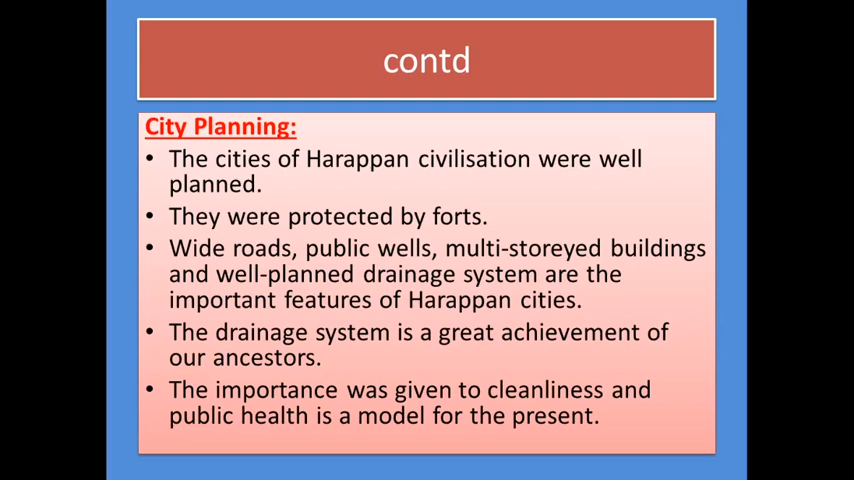 contd
City Planning:
• The cities of Harappan civilisation were well
planned.
• They were protected by forts.
• Wide roads, public wells, multi-storeyed buildings
and well-planned drainage system are the
important features of Harappan cities.
• The drainage system is a great achievement of
our ancestors.
• The importance was given to cleanliness and
public health is a model for the present.